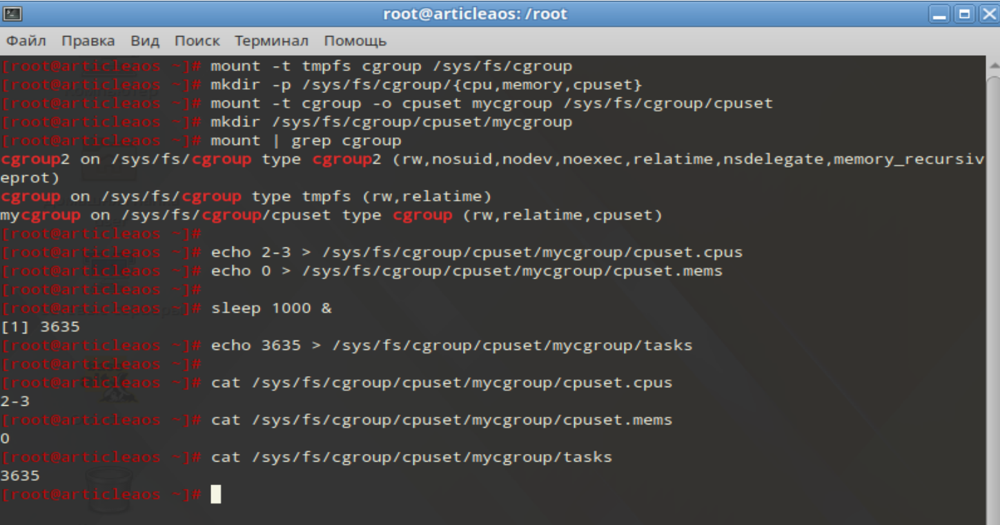 root@articleaos: /root
Файл Правка Вид Поиск Терминал Помощь
[root@articleaos ~]# mount -t tmpfs cgroup /sys/fs/cgroup
[root@articleaos ~]# mkdir -p /sys/fs/cgroup/{cpu,memory,cpuset}
[root@articleaos ~]# mount -t cgroup -o cpuset mycgroup /sys/fs/cgroup/cpuset
[root@articleaos ~]# mkdir /sys/fs/cgroup/cpuset/mycgroup
[root@articleaos ~]# mount | grep cgroup
cgroup2 on /sys/fs/cgroup type cgroup2 (rw,nosuid,nodev,noexec,relatime,nsdelegate,memory_recursiv
eprot)
cgroup on /sys/fs/cgroup type tmpfs (rw,relatime)
mycgroup on /sys/fs/cgroup/cpuset type cgroup (rw,relatime,cpuset)
[root@articleaos ~]#
[root@articleaos ~]# echo 2-3 > /sys/fs/cgroup/cpuset/mycgroup/cpuset.cpus
[root@articleaos ~]# echo 0 > /sys/fs/cgroup/cpuset/mycgroup/cpuset.mems
[root@articleaos ~]#
[root@articleaos ~]# sleep 1000 &
[1] 3635
[root@articleaos ~]# echo 3635 > /sys/fs/cgroup/cpuset/mycgroup/tasks
[root@articleaos ~]#
[root@articleaos ~]# cat /sys/fs/cgroup/cpuset/mycgroup/cpuset.cpus
2-3
[root@articleaos ~]# cat /sys/fs/cgroup/cpuset/mycgroup/cpuset.mems
0
[root@articleaos ~]# cat /sys/fs/cgroup/cpuset/mycgroup/tasks
3635
[root@articleaos ~]#